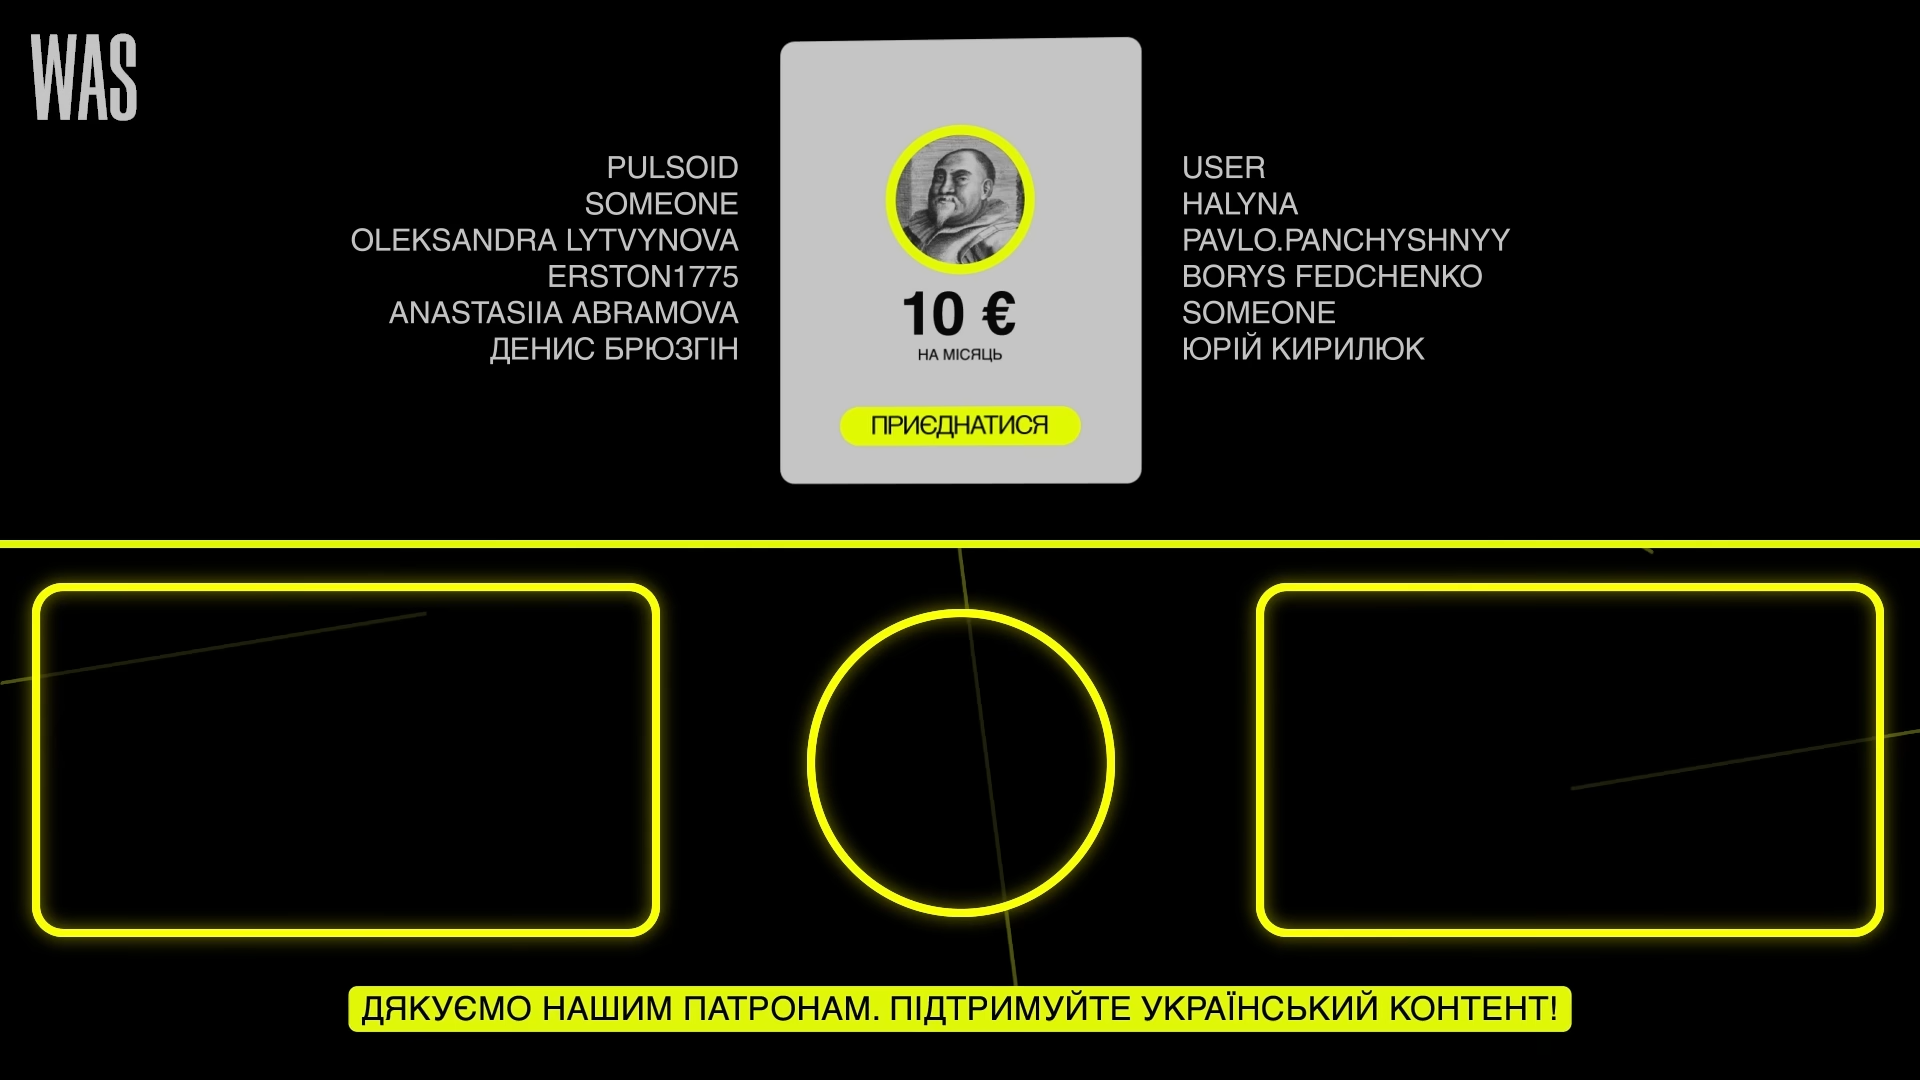 WAS
PULSOID
SOMEONE
OLEKSANDRA LYTVYNOVA
ERSTON1775
ANASTASIIA ABRAMOVA
ДЕНИС БРЮЗГІН
10 €
НА МІСЯЦЬ
ПРИЄДНАТИСЯ
USER
HALYNA
PAVLO.PANCHYSHNYY
BORYS FEDCHENKO
SOMEONE
ЮРІЙ КИРИЛЮК
ДЯКУЄМО НАШИМ ПАТРОНАМ. ПІДТРИМУЙТЕ УКРАЇНСЬКИЙ КОНТЕНТ!